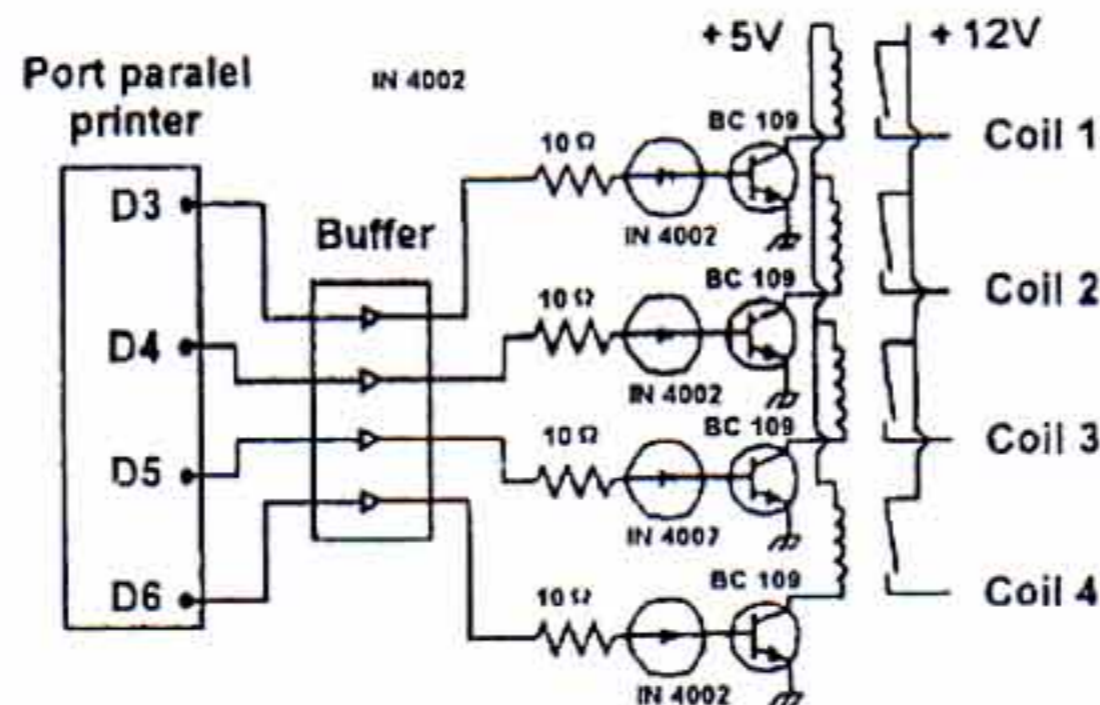 +5V
+ 12V
Port paralel
printer
IN 4002
D3
D4
D5
D6
Buffer
10 Ω
IN 4002
BC 109
Coil 1
10 Ω
IN 4002
BC 109
Coil 2
10 Ω
IN 4007
BC 109
Coil 3
10 Ω
IN 4002
BC 109
Coil 4